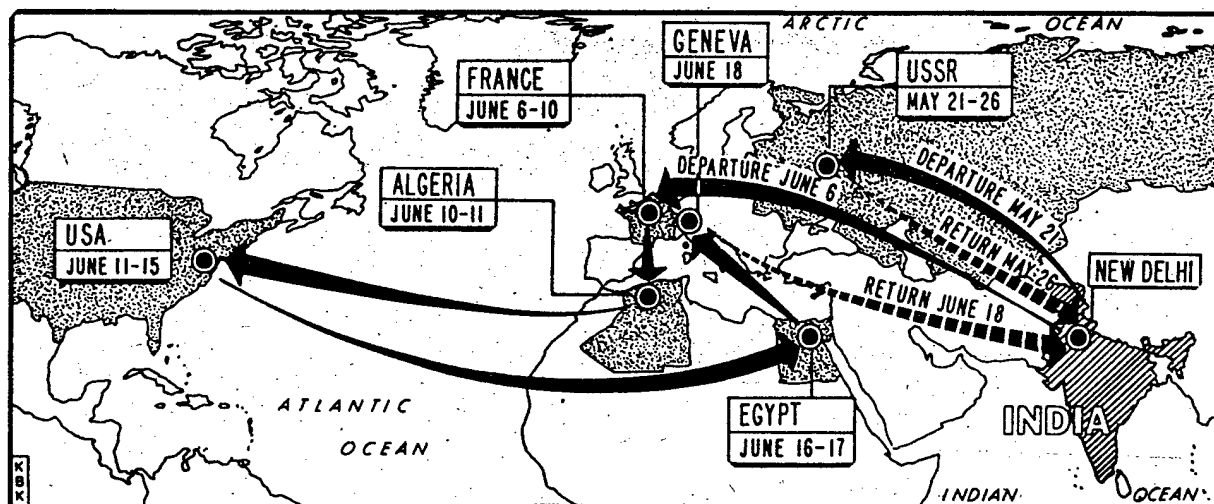 ARCTIC OCEAN
GENEVA
JUNE 18
FRANCE
JUNE 6-10
USSR
MAY 21-26
ALGERIA
JUNE 10-11
DEPARTURE JUNE 6
DEPARTURE MAY 21
USA
JUNE 11-15
RETURN MAY 26
NEW DELHI
RETURN JUNE 18
ATLANTIC
OCEAN
EGYPT
JUNE 16-17
INDIA
KBK
INDIAN OCEAN